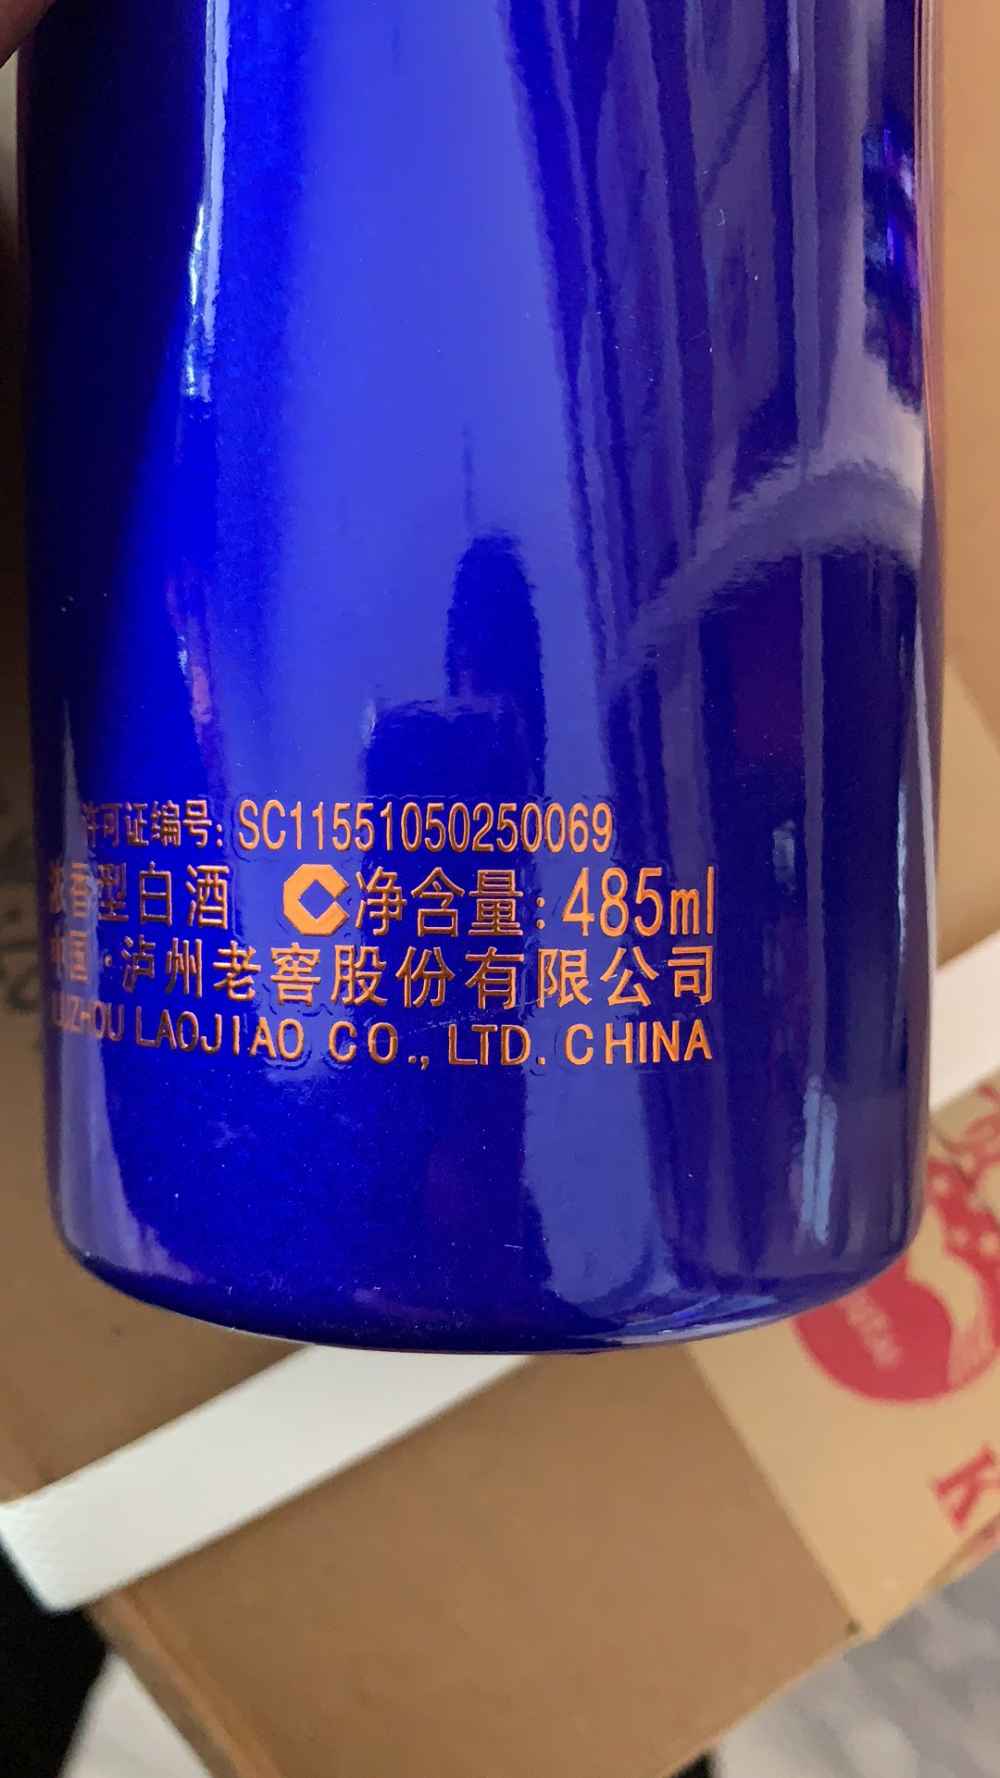 许可证编号: SC11551050250069
浓香型白酒 净含量: 485ml
中国·泸州老窖股份有限公司
LUZHOU LAOJIAO CO., LTD. CHINA
K